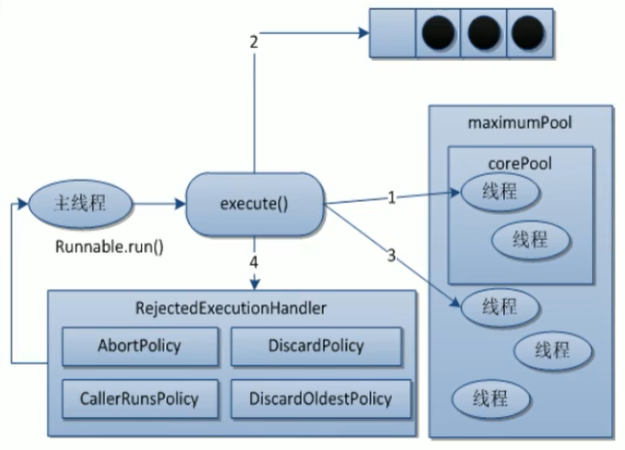 2
maximumPool
corePool
线程
线程
主线程
execute()
1
Runnable.run()
4
3
线程
线程
线程
RejectedExecutionHandler
AbortPolicy
DiscardPolicy
CallerRunsPolicy
DiscardOldestPolicy